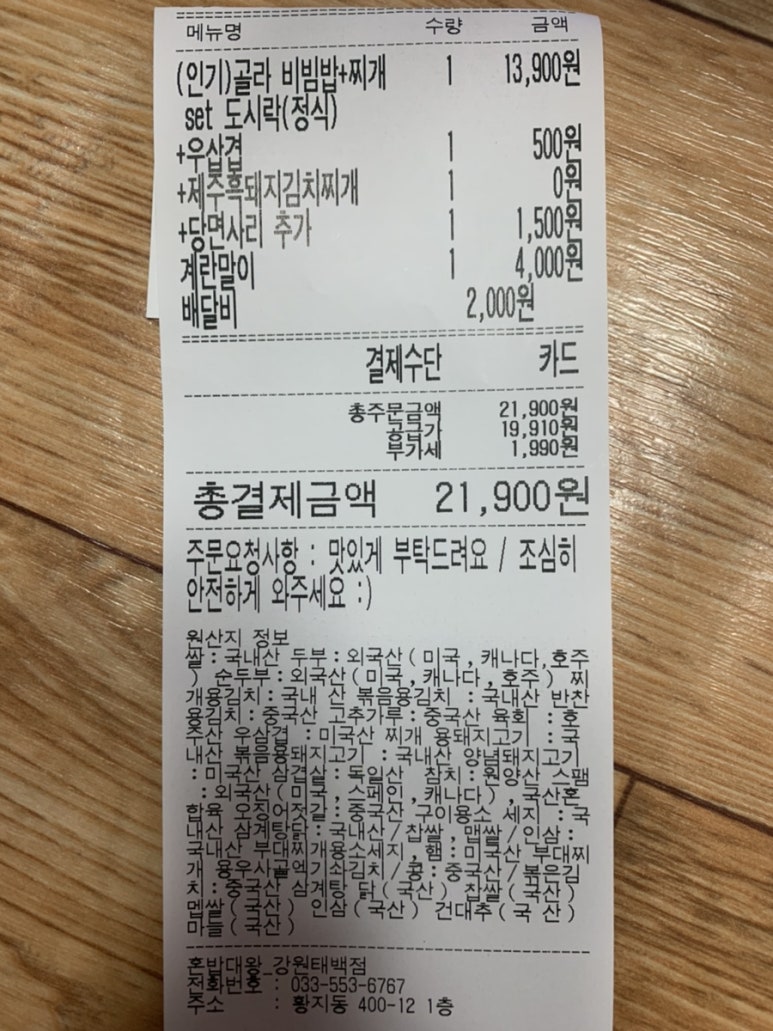 메뉴명 수량 금액
(인기)골라 비빔밥+찌개 1 13,900원
set 도시락(정식)
+우삼겹 1 500원
+제주흑돼지김치찌개 1 0원
+당면사리 추가 1 1,500원
계란말이 1 4,000원
배달비 2,000원
결제수단 카드
총주문금액 21,900원
공급가 19,910원
부가세 1,990원
총결제금액 21,900원
주문요청사항 : 맛있게 부탁드려요 / 조심히
안전하게 와주세요 :)
원산지 정보
쌀:국내산 두부:외국산(미국,캐나다,호주
) 순두부:외국산(미국,캐나다,호주) 찌
개용김치:국내 산 볶음용김치 :국내산 반찬
용김치:중국산 고추가루:중국산 육회 :호
주산 우삼겹 :미국산 찌개 용돼지고기 :국
내산 볶음용돼지고기 :국내산 양념돼지고기
:미국산 삼겹살:독일산 참치:원양산 스팸
:외국산(미국,스페인,캐나다),국산혼
합육 오징어젓갈:중국산 구이용소 세지 :국
내산 삼계탕닭:국내산/찹쌀,맵쌀/인삼:
국내산 부대찌개용소세지,햄:미국산 부대찌
개 용우사골엑기스김치/콩:중국산/볶은김
치:중국산 삼계탕 닭(국산) 찹쌀(국산)
멥쌀(국산) 인삼(국산) 건대추(국 산)
마늘(국산)
혼밥대왕_강원태백점
전화번호 : 033-553-6767
주소 : 황지동 400-12 1층